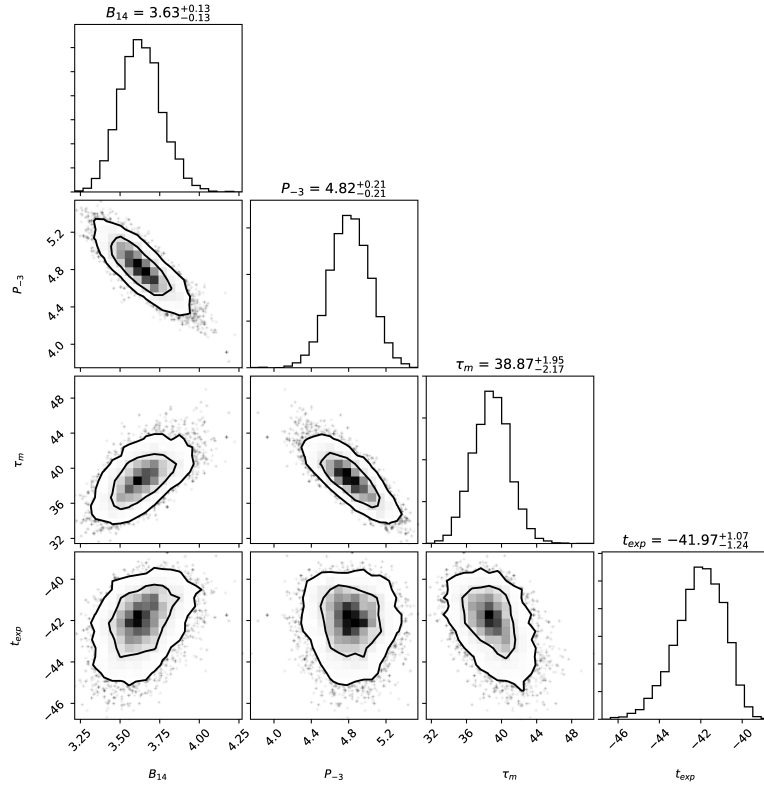 B₁₄ = 3.63⁺⁰·¹³₋₀.₁₃
P₋₃ = 4.82⁺⁰·²¹₋₀.₂₁
5.2
4.8
4.4
4.0
P₋₃
τₘ = 38.87⁺¹·⁹⁵₋₂.₁₇
48
44
40
36
32
τₘ
t_exp = −41.97⁺¹·⁰⁷₋₁.₂₄
−40
−42
−44
−46
t_exp
3.25 3.50 3.75 4.00 4.25 4.0 4.4 4.8 5.2 32 36 40 44 48 −46 −44 −42 −40
B₁₄ P₋₃ τₘ t_exp